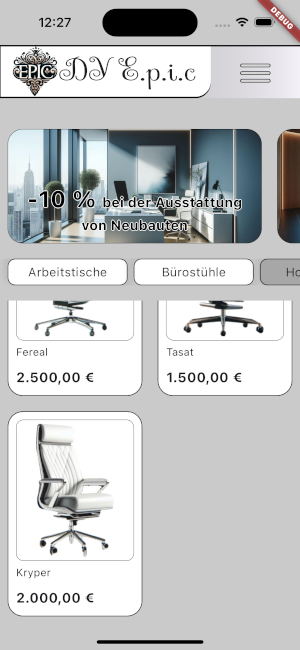 12:27
DEBUG
EPIC
DV E.p.i.c
-10 % bei der Ausstattung
von Neubauten
Arbeitstische
Bürostühle
Ho
Fereal
Tasat
2.500,00 €
1.500,00 €
Kryper
2.000,00 €